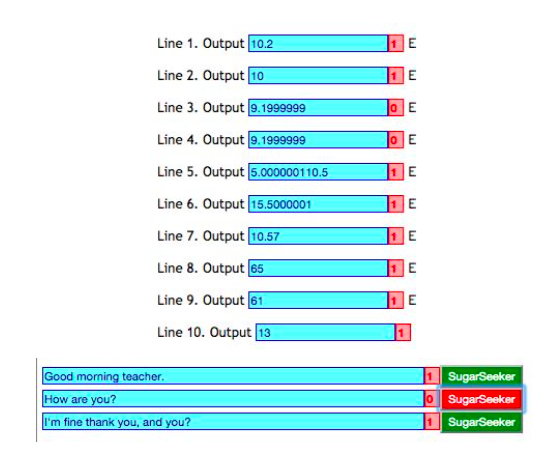 Line 1. Output 10.2 1 E
Line 2. Output 10 1 E
Line 3. Output 9.1999999 0 E
Line 4. Output 9.1999999 0 E
Line 5. Output 5.000000110.5 1 E
Line 6. Output 15.5000001 1 E
Line 7. Output 10.57 1 E
Line 8. Output 65 1 E
Line 9. Output 61 1 E
Line 10. Output 13 1
Good morning teacher. 1 SugarSeeker
How are you? 0 SugarSeeker
I'm fine thank you, and you? 1 SugarSeeker